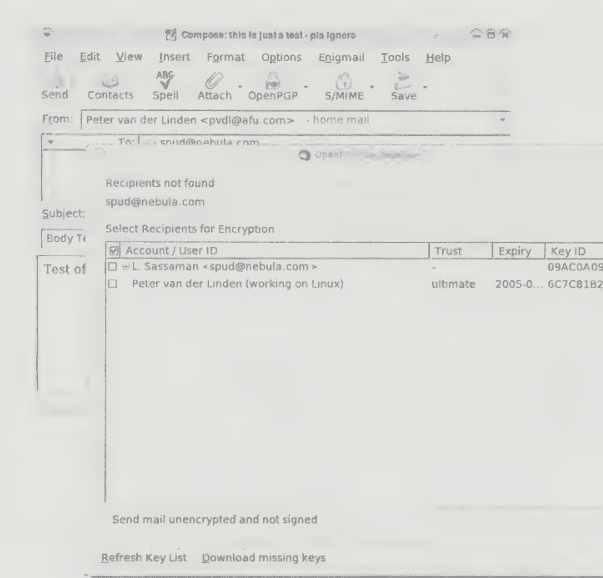 Compose: this is just a test - pls ignore
File Edit View Insert Format Options Enigmail Tools Help
ABC
Send Contacts Spell Attach OpenPGP S/MIME Save
From: Peter van der Linden <pvdl@afu.com> - home mail
To: spud@nebula.com
Recipients not found
spud@nebula.com
Subject:
Select Recipients for Encryption
Body Te
Account / User ID Trust Expiry Key ID
Test of
L. Sassaman <spud@nebula.com> - 09AC0A09
Peter van der Linden (working on Linux) ultimate 2005-0... 6C7C81B2
Send mail unencrypted and not signed
Refresh Key List Download missing keys